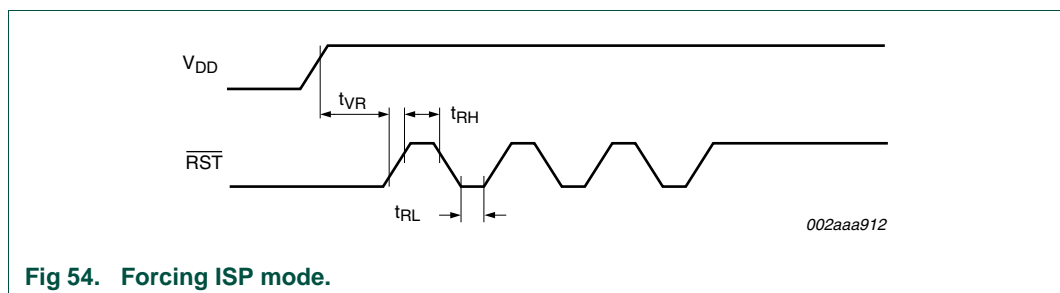 VDD
tVR
tRH
RST
tRL
002aaa912
Fig 54. Forcing ISP mode.